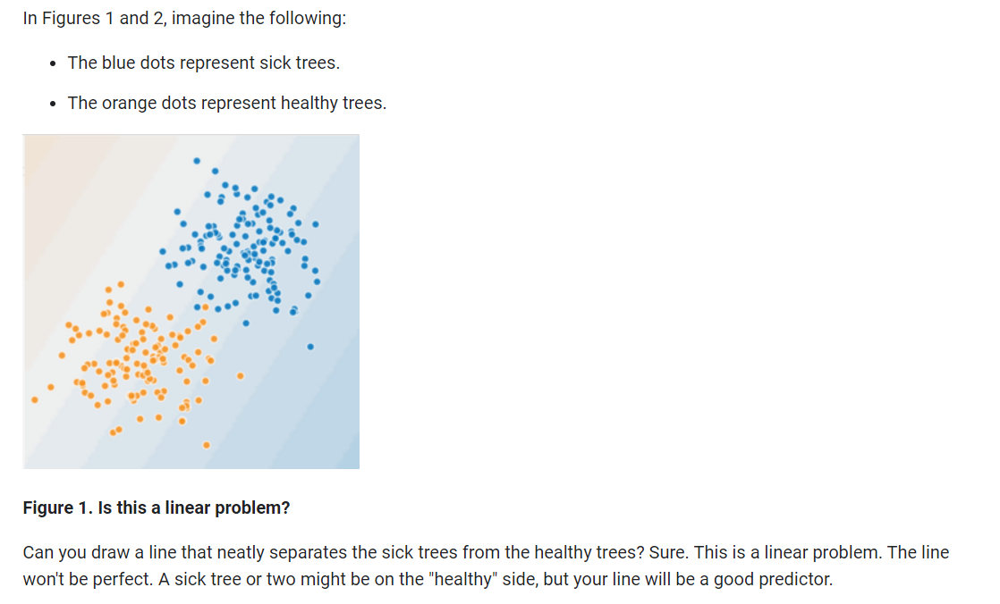 In Figures 1 and 2, imagine the following:
• The blue dots represent sick trees.
• The orange dots represent healthy trees.
Figure 1. Is this a linear problem?
Can you draw a line that neatly separates the sick trees from the healthy trees? Sure. This is a linear problem. The line
won't be perfect. A sick tree or two might be on the "healthy" side, but your line will be a good predictor.